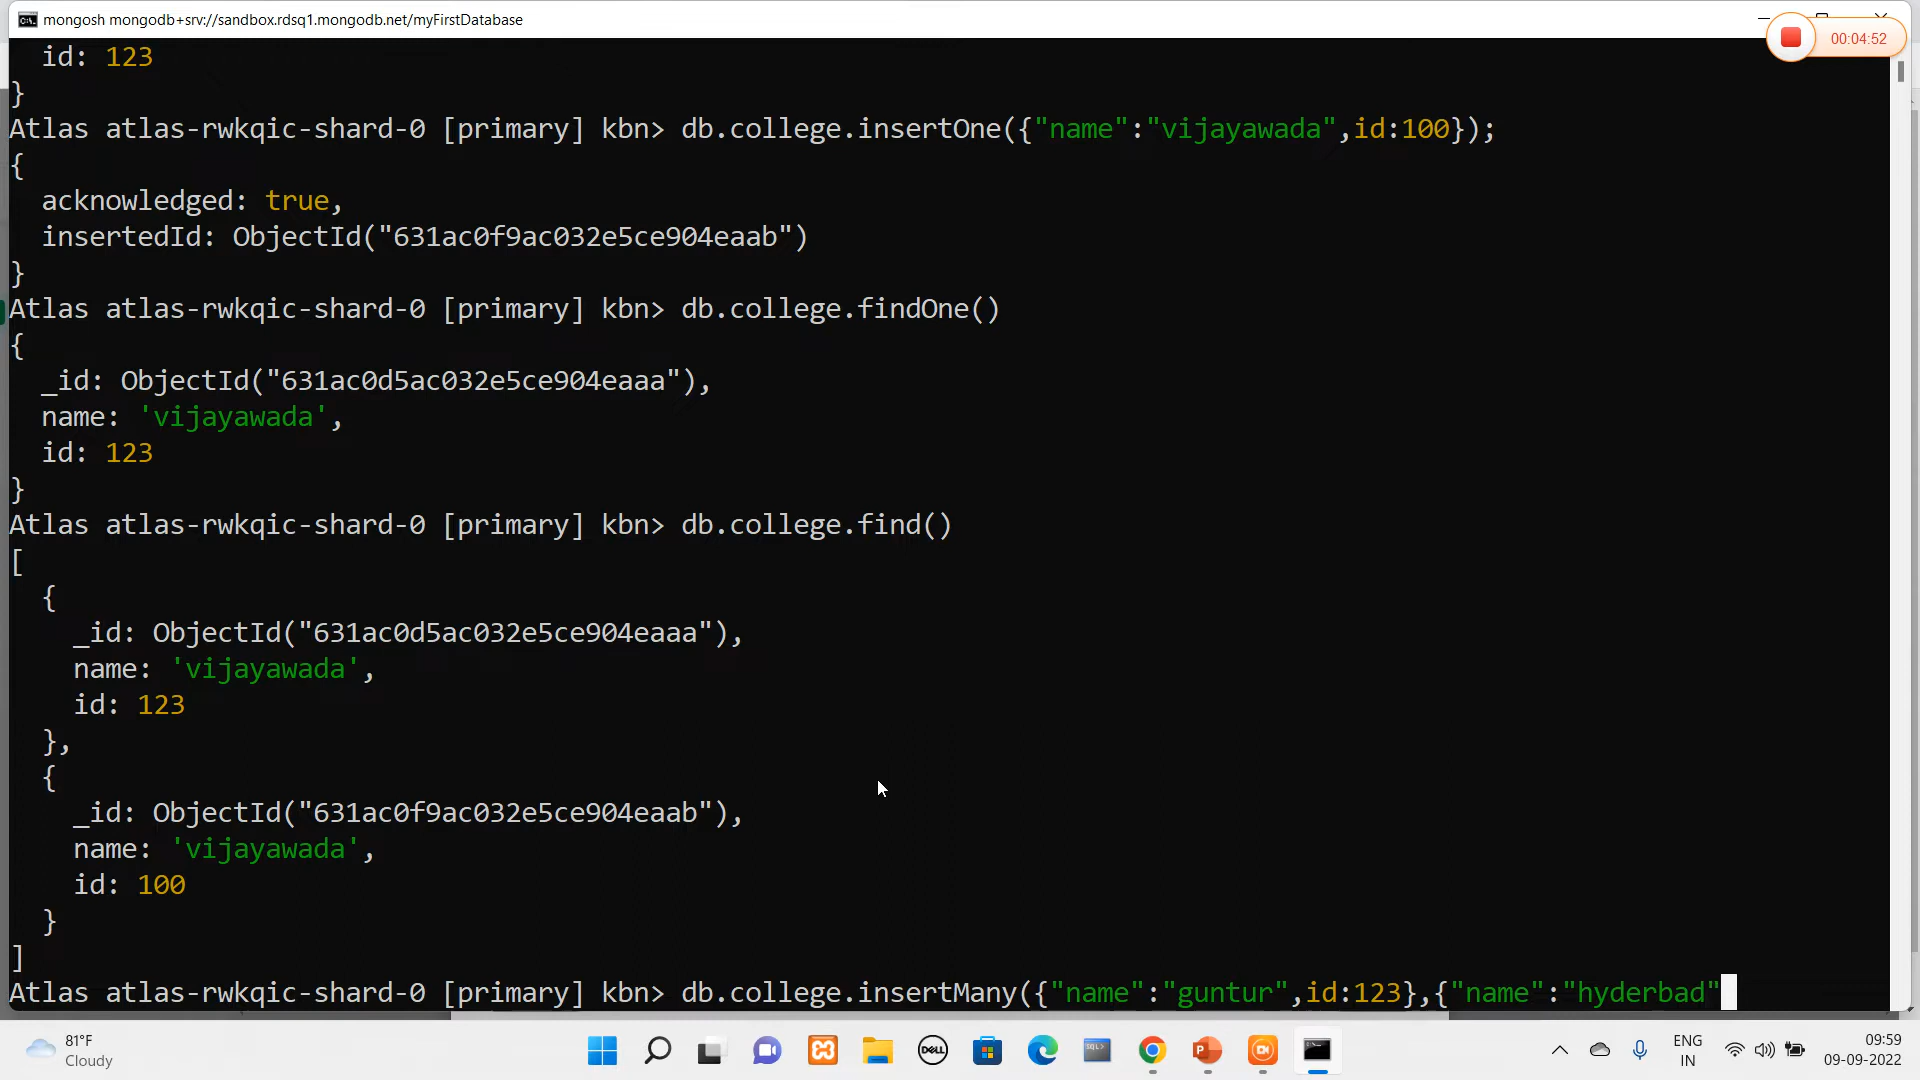 mongosh mongodb+srv://sandbox.rdsq1.mongodb.net/myFirstDatabase
00:04:52
id: 123
}
Atlas atlas-rwkqic-shard-0 [primary] kbn> db.college.insertOne({"name":"vijayawada",id:100});
{
acknowledged: true,
insertedId: ObjectId("631ac0f9ac032e5ce904eaab")
}
Atlas atlas-rwkqic-shard-0 [primary] kbn> db.college.findOne()
{
_id: ObjectId("631ac0d5ac032e5ce904eaaa"),
name: 'vijayawada',
id: 123
}
Atlas atlas-rwkqic-shard-0 [primary] kbn> db.college.find()
[
{
_id: ObjectId("631ac0d5ac032e5ce904eaaa"),
name: 'vijayawada',
id: 123
},
{
_id: ObjectId("631ac0f9ac032e5ce904eaab"),
name: 'vijayawada',
id: 100
}
]
Atlas atlas-rwkqic-shard-0 [primary] kbn> db.college.insertMany({"name":"guntur",id:123},{"name":"hyderbad"
81°F
Cloudy
DELL
SQL>
ENG
IN
09:59
09-09-2022